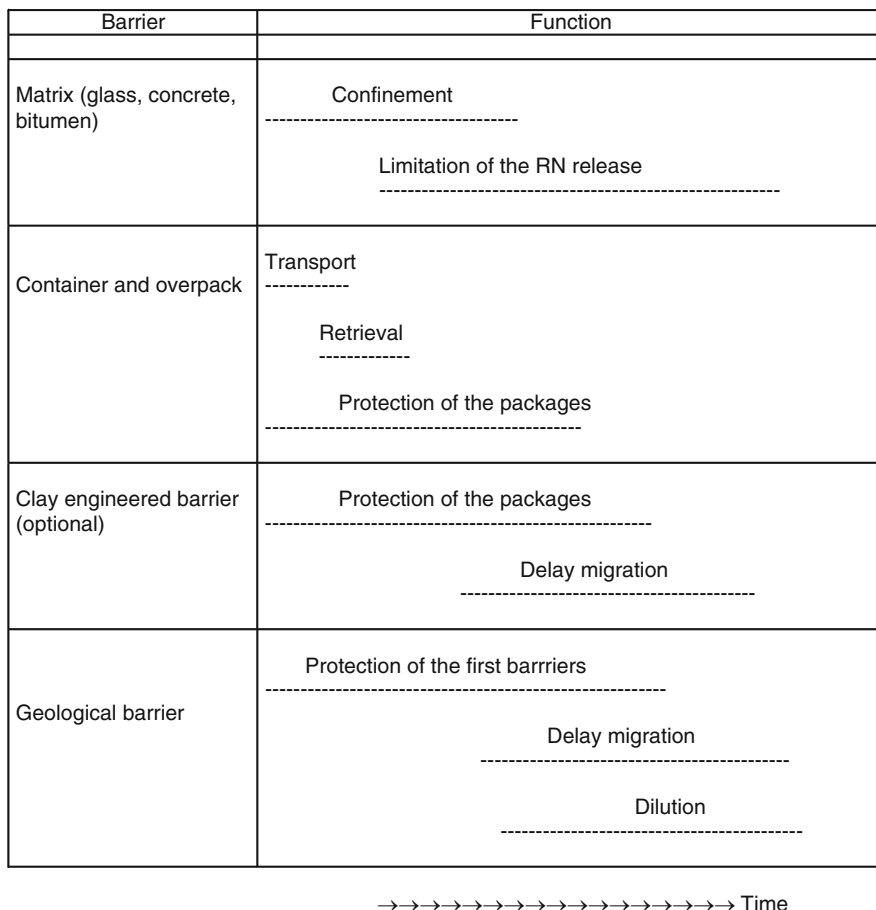 Barrier
Function
Matrix (glass, concrete,
bitumen)
Confinement
Limitation of the RN release
Container and overpack
Transport
Retrieval
Protection of the packages
Clay engineered barrier
(optional)
Protection of the packages
Delay migration
Geological barrier
Protection of the first barrriers
Delay migration
Dilution
→→→→→→→→→→→→→→→→→ Time